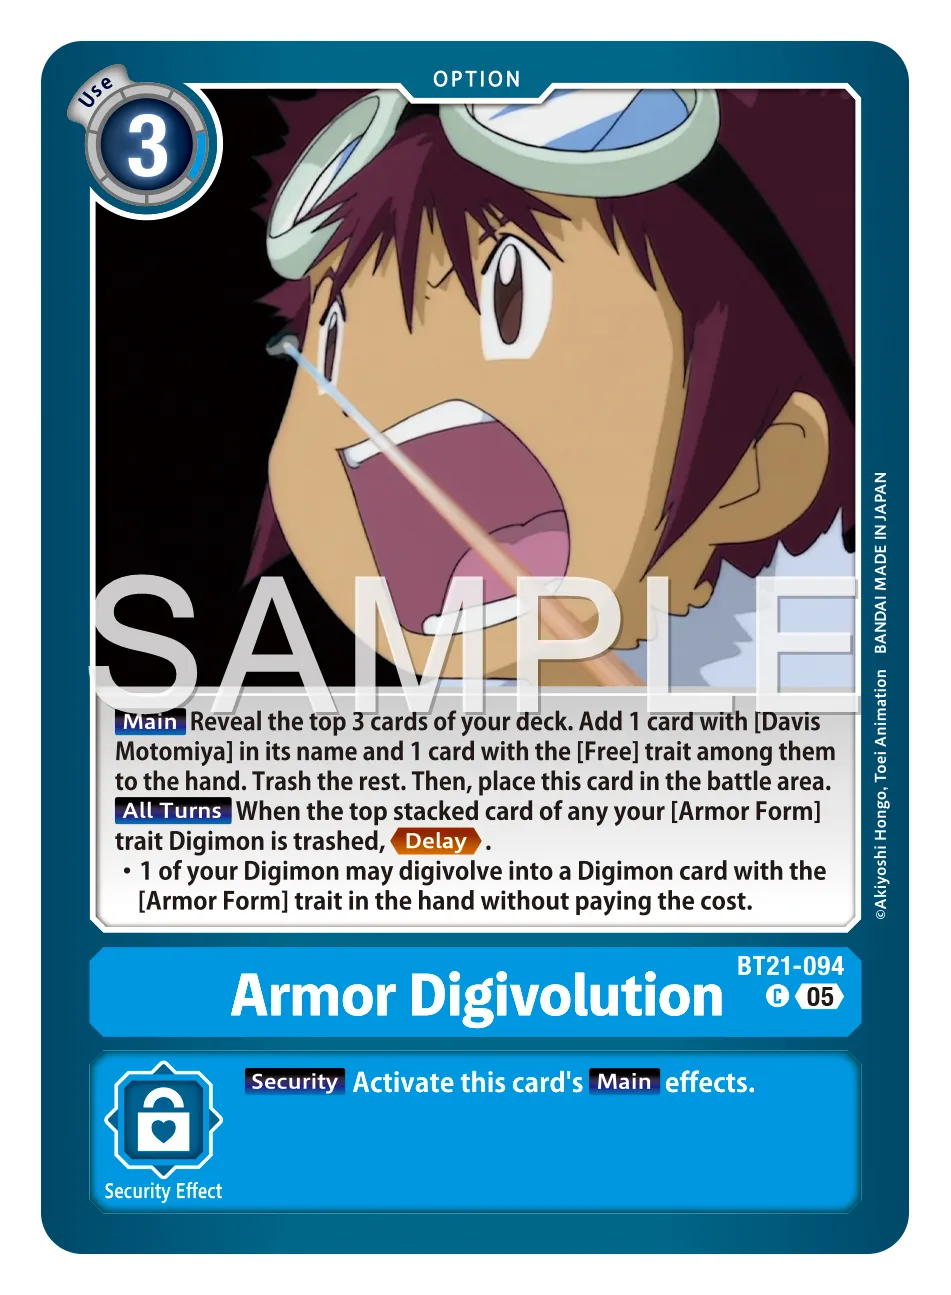 OPTION
Use
3
SAMPLE
Main Reveal the top 3 cards of your deck. Add 1 card with [Davis
Motomiya] in its name and 1 card with the [Free] trait among them
to the hand. Trash the rest. Then, place this card in the battle area.
All Turns When the top stacked card of any your [Armor Form]
trait Digimon is trashed, Delay.
・1 of your Digimon may digivolve into a Digimon card with the
[Armor Form] trait in the hand without paying the cost.
©Akiyoshi Hongo, Toei Animation BANDAI MADE IN JAPAN
BT21-094
Armor Digivolution
C 05
Security Activate this card's Main effects.
Security Effect